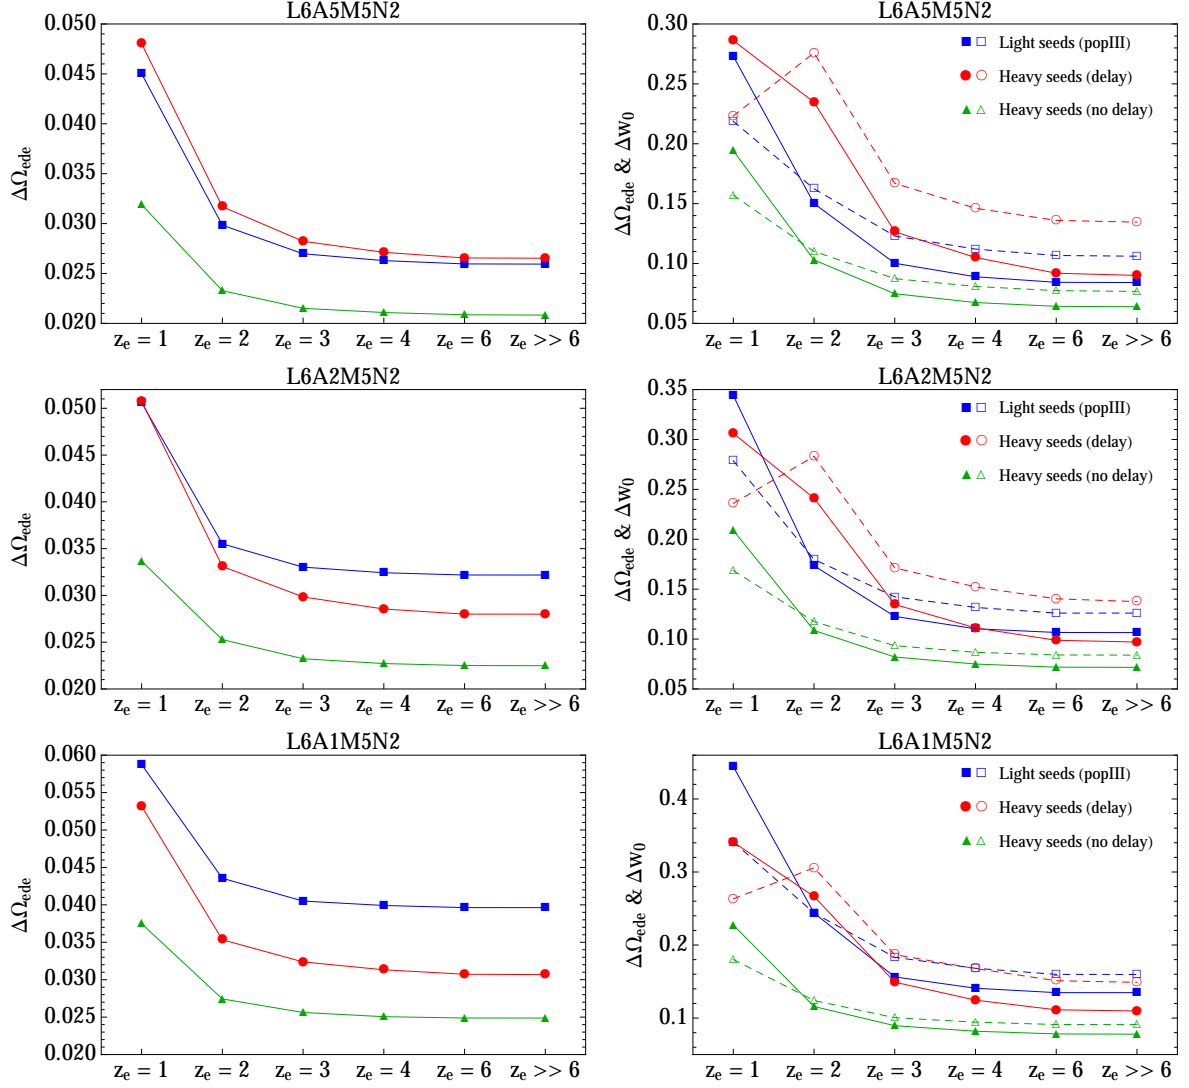 L6A5M5N2
0.050
0.045
0.040
0.035
0.030
0.025
0.020
ΔΩede
ze = 1 ze = 2 ze = 3 ze = 4 ze = 6 ze >> 6
L6A5M5N2
0.30
0.25
0.20
0.15
0.10
0.05
ΔΩede & Δw0
Light seeds (popIII)
Heavy seeds (delay)
Heavy seeds (no delay)
ze = 1 ze = 2 ze = 3 ze = 4 ze = 6 ze >> 6
L6A2M5N2
0.050
0.045
0.040
0.035
0.030
0.025
0.020
ΔΩede
ze = 1 ze = 2 ze = 3 ze = 4 ze = 6 ze >> 6
L6A2M5N2
0.35
0.30
0.25
0.20
0.15
0.10
0.05
ΔΩede & Δw0
Light seeds (popIII)
Heavy seeds (delay)
Heavy seeds (no delay)
ze = 1 ze = 2 ze = 3 ze = 4 ze = 6 ze >> 6
L6A1M5N2
0.060
0.055
0.050
0.045
0.040
0.035
0.030
0.025
0.020
ΔΩede
ze = 1 ze = 2 ze = 3 ze = 4 ze = 6 ze >> 6
L6A1M5N2
0.4
0.3
0.2
0.1
ΔΩede & Δw0
Light seeds (popIII)
Heavy seeds (delay)
Heavy seeds (no delay)
ze = 1 ze = 2 ze = 3 ze = 4 ze = 6 ze >> 6